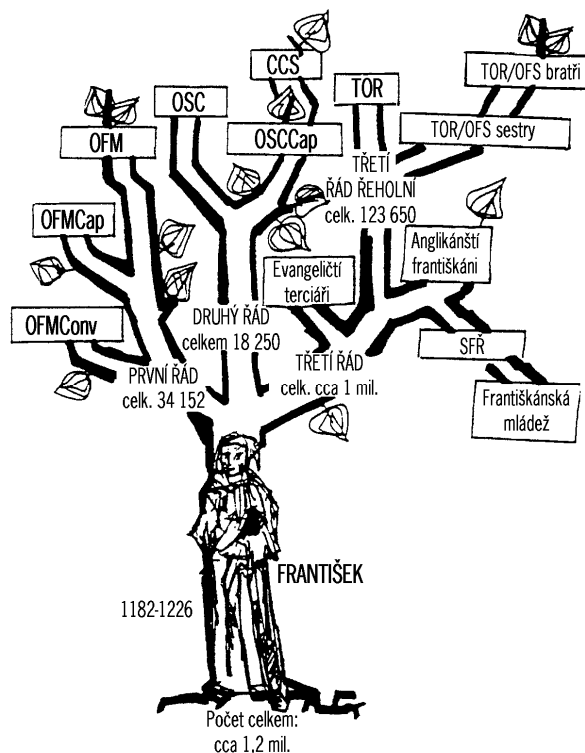 CCS
TOR/OFS bratři
OSC
TOR
OFM
OSCCap
TOR/OFS sestry
TŘETÍ
ŘÁD ŘEHOLNÍ
celk. 123 650
OFMCap
Anglikánští
františkáni
Evangeličtí
terciáři
OFMConv
DRUHÝ ŘÁD
celkem 18 250
SFŘ
PRVNÍ ŘÁD
celk. 34 152
TŘETÍ ŘÁD
celk. cca 1 mil.
Františkánská
mládež
FRANTIŠEK
1182-1226
Počet celkem:
cca 1,2 mil.